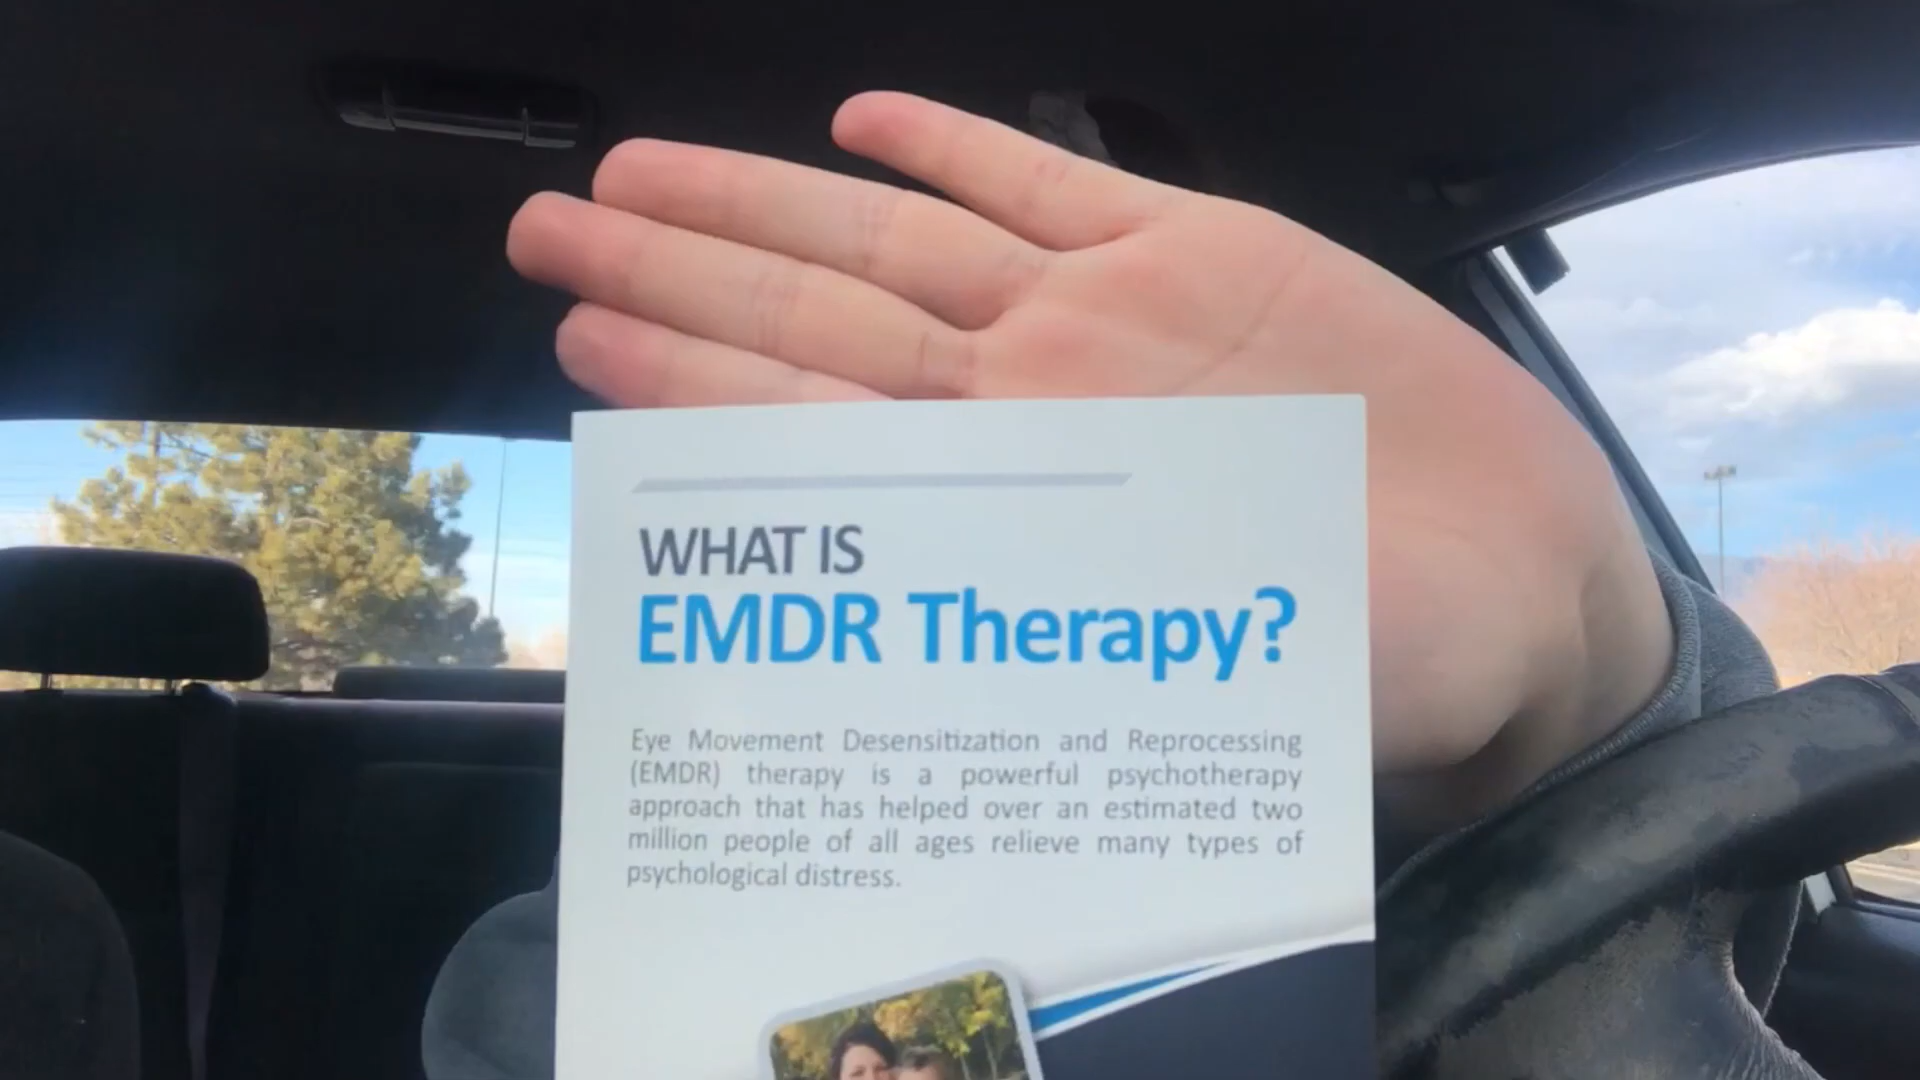 WHAT IS
EMDR Therapy?
Eye Movement Desensitization and Reprocessing
(EMDR) therapy is a powerful psychotherapy
approach that has helped over an estimated two
million people of all ages relieve many types of
psychological distress.